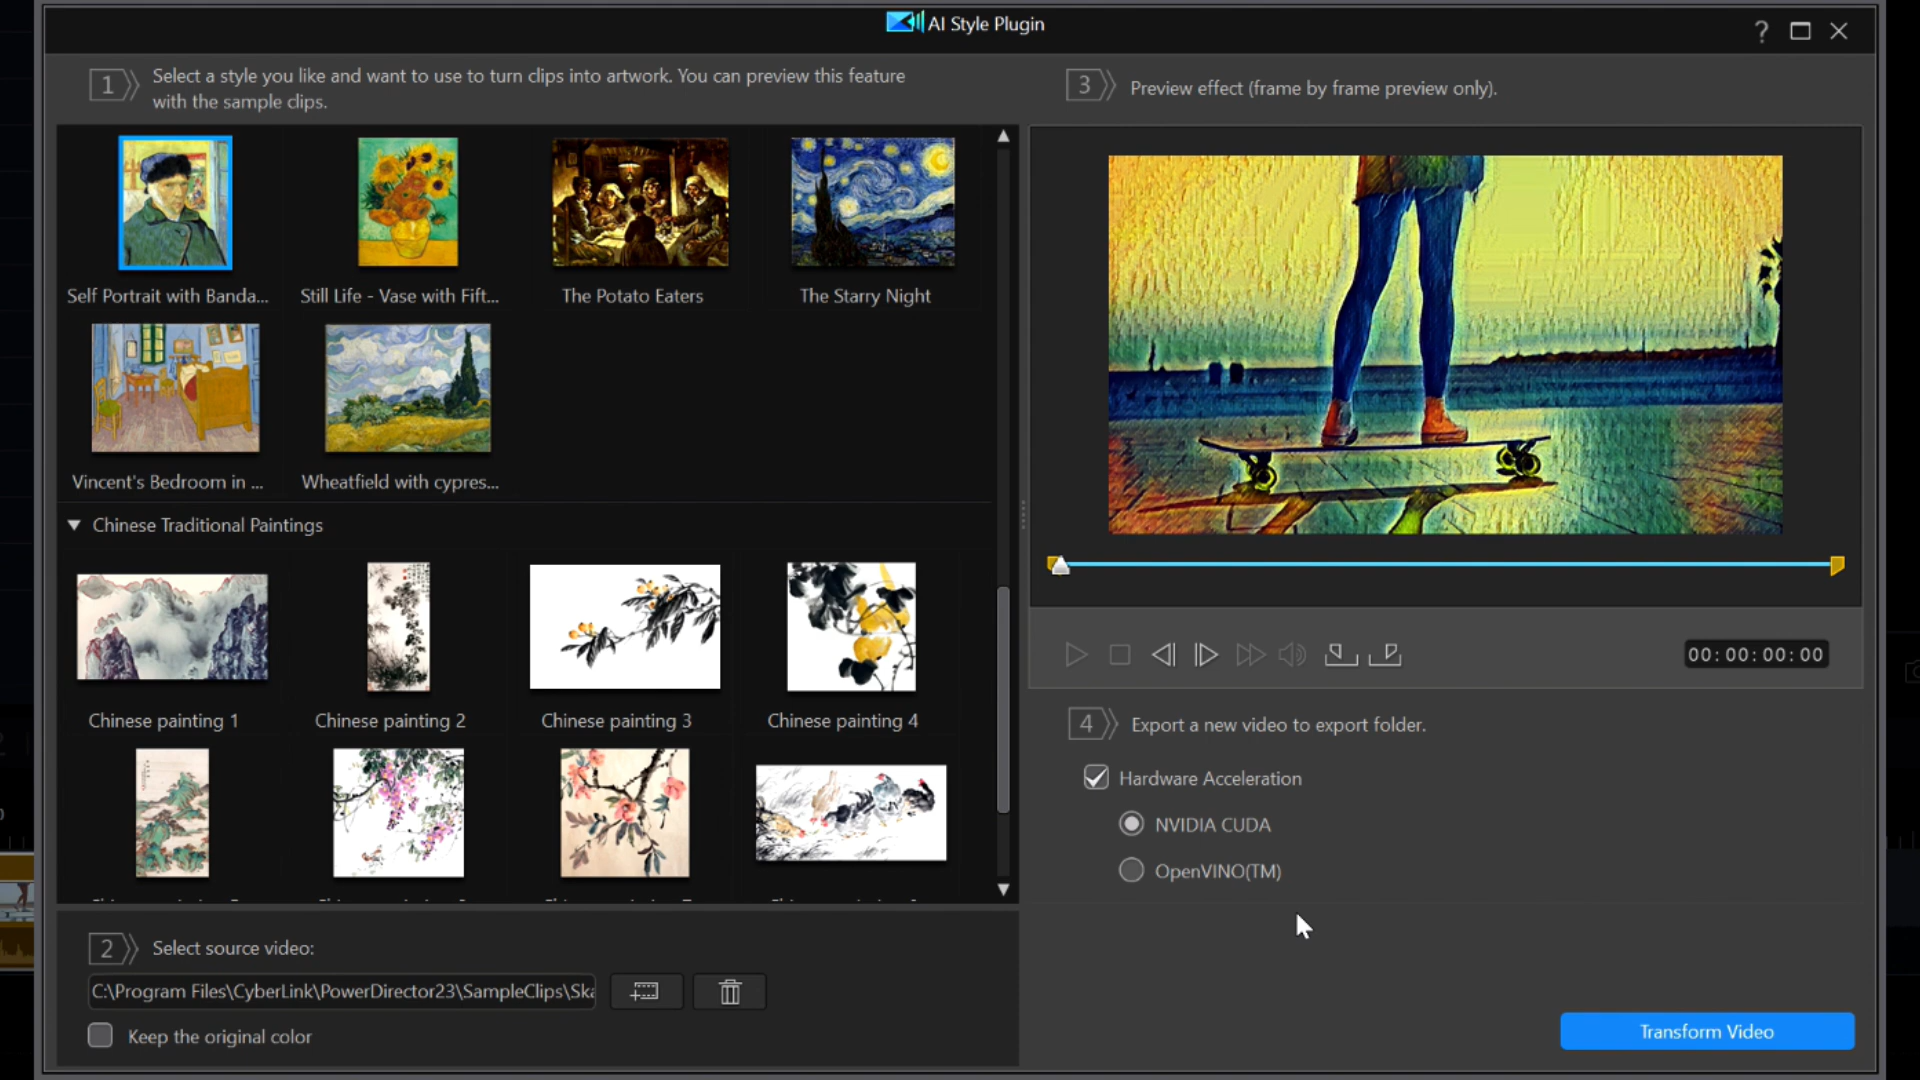 AI Style Plugin
?
1
Select a style you like and want to use to turn clips into artwork. You can preview this feature
with the sample clips.
3
Preview effect (frame by frame preview only).
Self Portrait with Banda...
Still Life - Vase with Fift...
The Potato Eaters
The Starry Night
Vincent's Bedroom in ...
Wheatfield with cypres...
Chinese Traditional Paintings
Chinese painting 1
Chinese painting 2
Chinese painting 3
Chinese painting 4
00:00:00:00
4
Export a new video to export folder.
Hardware Acceleration
NVIDIA CUDA
OpenVINO(TM)
2
Select source video:
C:\Program Files\CyberLink\PowerDirector23\SampleClips\Ska
Keep the original color
Transform Video